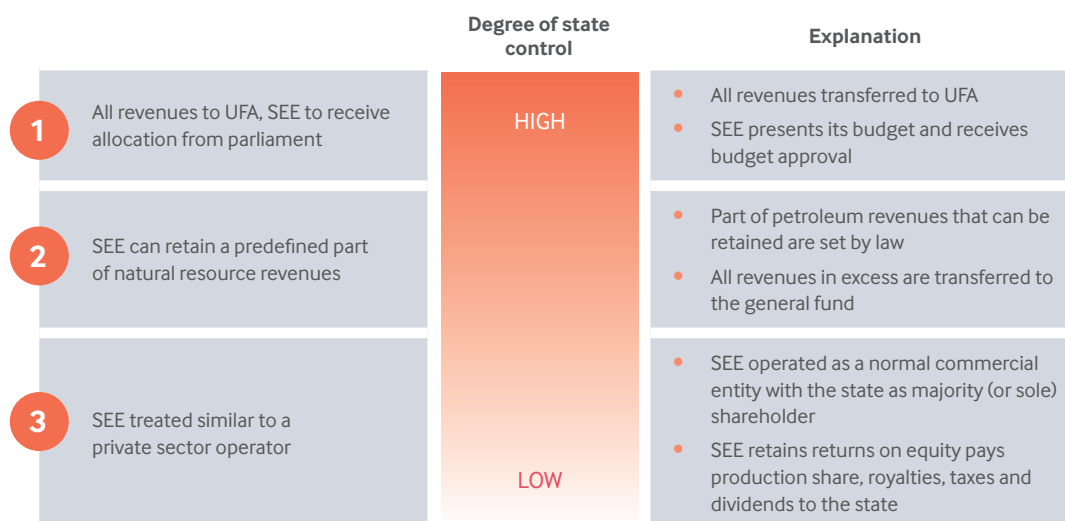 Degree of state
control
Explanation
1
All revenues to UFA, SEE to receive
allocation from parliament
HIGH
• All revenues transferred to UFA
• SEE presents its budget and receives
budget approval
2
SEE can retain a predefined part
of natural resource revenues
• Part of petroleum revenues that can be
retained are set by law
• All revenues in excess are transferred to
the general fund
3
SEE treated similar to a
private sector operator
LOW
• SEE operated as a normal commercial
entity with the state as majority (or sole)
shareholder
• SEE retains returns on equity pays
production share, royalties, taxes and
dividends to the state